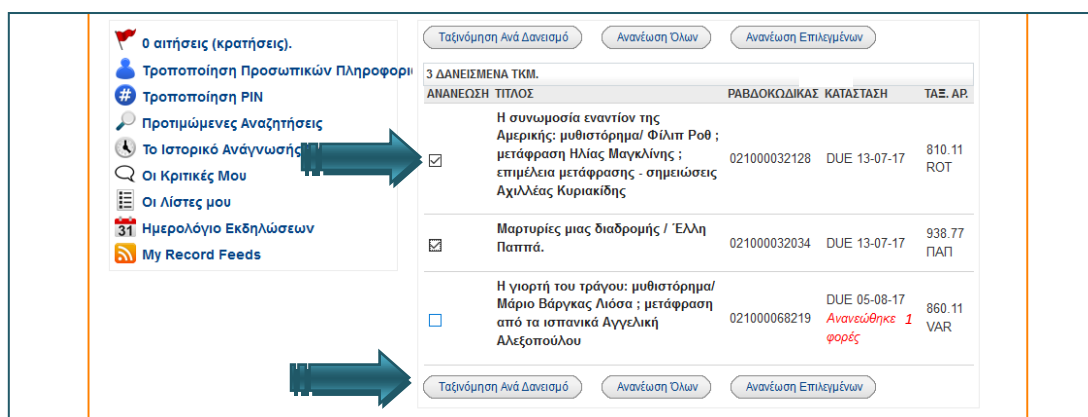 0 αιτήσεις (κρατήσεις).
Τροποποίηση Προσωπικών Πληροφορι
Τροποποίηση PIN
Προτιμώμενες Αναζητήσεις
Το Ιστορικό Ανάγνωσής
Οι Κριτικές Μου
Οι Λίστες μου
31 Ημερολόγιο Εκδηλώσεων
My Record Feeds
Ταξινόμηση Ανά Δανεισμό Ανανέωση Όλων Ανανέωση Επιλεγμένων
3 ΔΑΝΕΙΣΜΕΝΑ ΤΚΜ.
ΑΝΑΝΕΩΣΗ ΤΙΤΛΟΣ ΡΑΒΔΟΚΩΔΙΚΑΣ ΚΑΤΑΣΤΑΣΗ ΤΑΞ. ΑΡ.
Η συνωμοσία εναντίον της
Αμερικής: μυθιστόρημα/ Φίλιπ Ροθ ;
μετάφραση Ηλίας Μαγκλίνης ;
επιμέλεια μετάφρασης - σημειώσεις
Αχιλλέας Κυριακίδης
021000032128 DUE 13-07-17
810.11
ROT
Μαρτυρίες μιας διαδρομής / Έλλη
Παππά.
021000032034 DUE 13-07-17
938.77
ΠΑΠ
Η γιορτή του τράγου: μυθιστόρημα/
Μάριο Βάργκας Λιόσα ; μετάφραση
από τα ισπανικά Αγγελική
Αλεξοπούλου
021000068219
DUE 05-08-17
Ανανεώθηκε 1
φορές
860.11
VAR
Ταξινόμηση Ανά Δανεισμό Ανανέωση Όλων Ανανέωση Επιλεγμένων